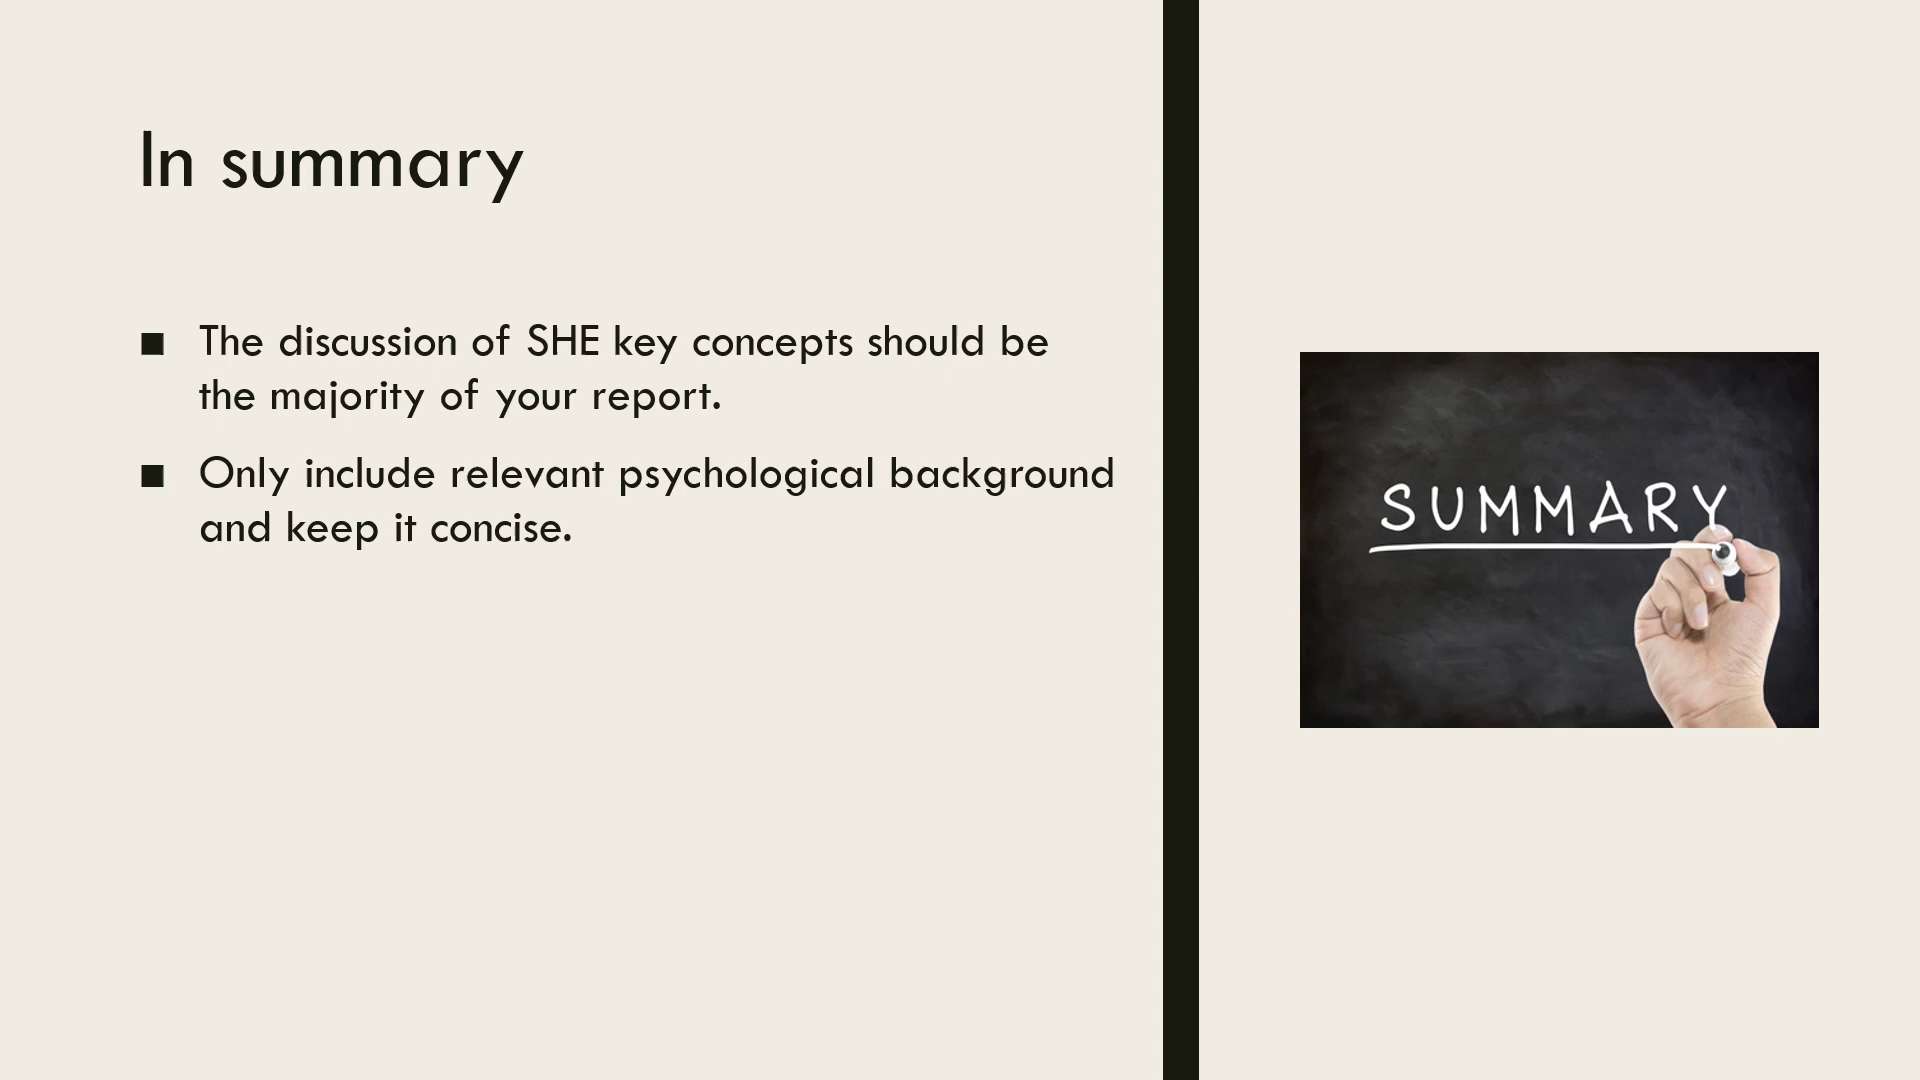 In summary
■ The discussion of SHE key concepts should be
the majority of your report.
■ Only include relevant psychological background
and keep it concise.
SUMMARY